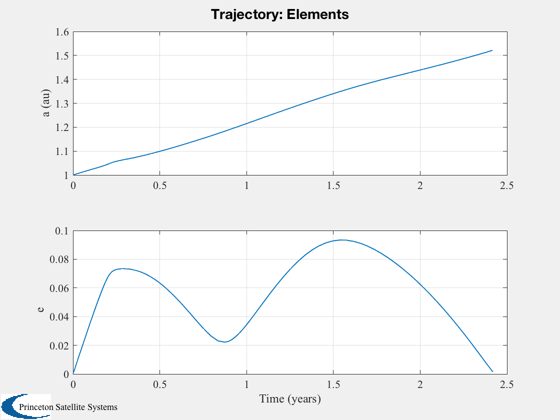 Trajectory: Elements
1.6
1.5
1.4
1.3
1.2
1.1
1
a (au)
0 0.5 1 1.5 2 2.5
0.1
0.08
0.06
0.04
0.02
0
e
0 0.5 1 1.5 2 2.5
Time (years)
Princeton Satellite Systems